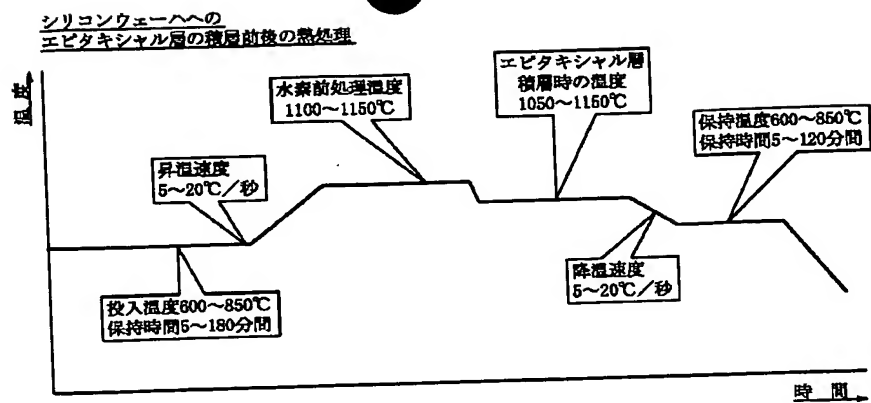 シリコンウェーハへの
エピタキシャル層の積層前後の熱処理
温度
水素前処理温度
1100～1150℃
エピタキシャル層
積層時の温度
1050～1150℃
保持温度600～850℃
保持時間5～120分間
昇温速度
5～20℃／秒
投入温度600～850℃
保持時間5～180分間
降温速度
5～20℃／秒
時 間